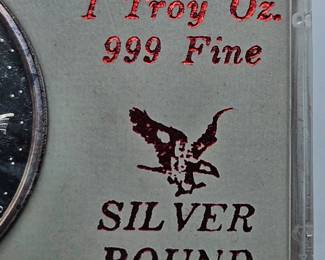 1 Troy Oz.
999 Fine
SILVER
ROUND